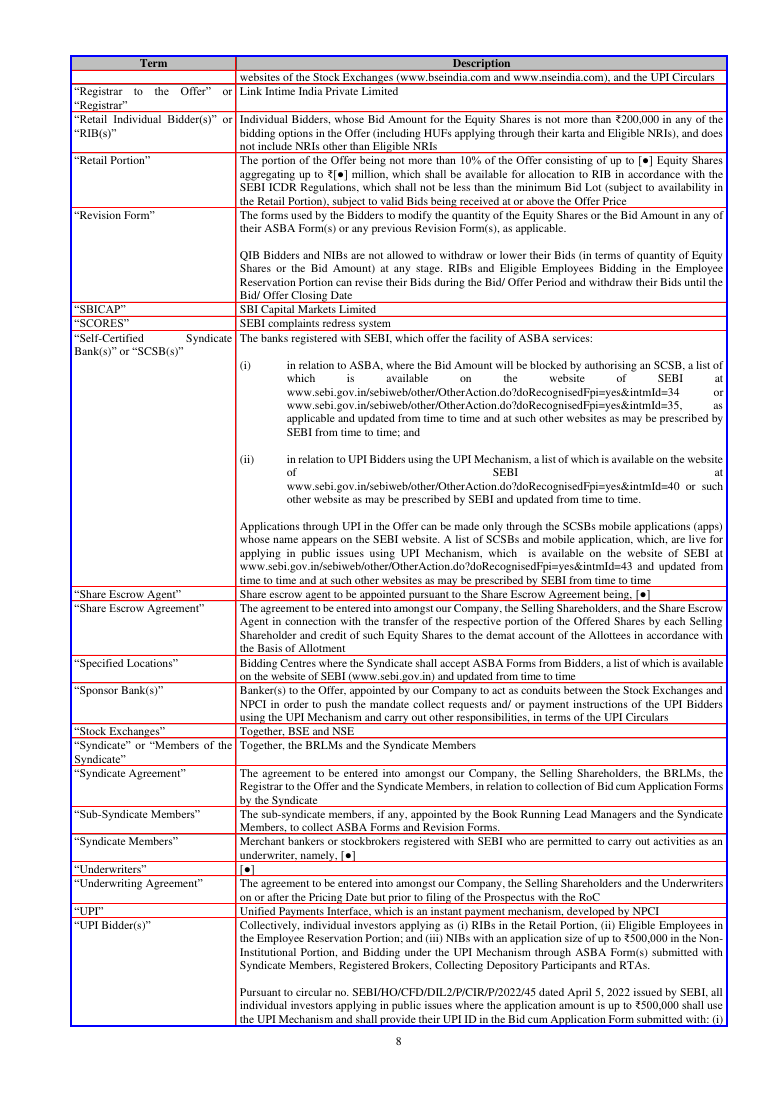 Term Description
websites of the Stock Exchanges (www.bseindia.com and www.nseindia.com), and the UPI Circulars
“Registrar to the Offer” or Link Intime India Private Limited
“Registrar”
“Retail Individual Bidder(s)” or Individual Bidders, whose Bid Amount for the Equity Shares is not more than ₹200,000 in any of the
“RIB(s)” bidding options in the Offer (including HUFs applying through their karta and Eligible NRIs), and does
not include NRIs other than Eligible NRIs
“Retail Portion” The portion of the Offer being not more than 10% of the Offer consisting of up to [●] Equity Shares
aggregating up to ₹[●] million, which shall be available for allocation to RIB in accordance with the
SEBI ICDR Regulations, which shall not be less than the minimum Bid Lot (subject to availability in
the Retail Portion), subject to valid Bids being received at or above the Offer Price
“Revision Form” The forms used by the Bidders to modify the quantity of the Equity Shares or the Bid Amount in any of
their ASBA Form(s) or any previous Revision Form(s), as applicable.
QIB Bidders and NIBs are not allowed to withdraw or lower their Bids (in terms of quantity of Equity
Shares or the Bid Amount) at any stage. RIBs and Eligible Employees Bidding in the Employee
Reservation Portion can revise their Bids during the Bid/ Offer Period and withdraw their Bids until the
Bid/ Offer Closing Date
“SBICAP” SBI Capital Markets Limited
“SCORES” SEBI complaints redress system
“Self-Certified Syndicate The banks registered with SEBI, which offer the facility of ASBA services:
Bank(s)” or “SCSB(s)”
(i) in relation to ASBA, where the Bid Amount will be blocked by authorising an SCSB, a list of
which is available on the website of SEBI at
www.sebi.gov.in/sebiweb/other/OtherAction.do?doRecognisedFpi=yes&intmId=34 or
www.sebi.gov.in/sebiweb/other/OtherAction.do?doRecognisedFpi=yes&intmId=35, as
applicable and updated from time to time and at such other websites as may be prescribed by
SEBI from time to time; and
(ii) in relation to UPI Bidders using the UPI Mechanism, a list of which is available on the website
of SEBI at
www.sebi.gov.in/sebiweb/other/OtherAction.do?doRecognisedFpi=yes&intmId=40 or such
other website as may be prescribed by SEBI and updated from time to time.
Applications through UPI in the Offer can be made only through the SCSBs mobile applications (apps)
whose name appears on the SEBI website. A list of SCSBs and mobile application, which, are live for
applying in public issues using UPI Mechanism, which is available on the website of SEBI at
www.sebi.gov.in/sebiweb/other/OtherAction.do?doRecognisedFpi=yes&intmId=43 and updated from
time to time and at such other websites as may be prescribed by SEBI from time to time
“Share Escrow Agent” Share escrow agent to be appointed pursuant to the Share Escrow Agreement being, [●]
“Share Escrow Agreement” The agreement to be entered into amongst our Company, the Selling Shareholders, and the Share Escrow
Agent in connection with the transfer of the respective portion of the Offered Shares by each Selling
Shareholder and credit of such Equity Shares to the demat account of the Allottees in accordance with
the Basis of Allotment
“Specified Locations” Bidding Centres where the Syndicate shall accept ASBA Forms from Bidders, a list of which is available
on the website of SEBI (www.sebi.gov.in) and updated from time to time
“Sponsor Bank(s)” Banker(s) to the Offer, appointed by our Company to act as conduits between the Stock Exchanges and
NPCI in order to push the mandate collect requests and/ or payment instructions of the UPI Bidders
using the UPI Mechanism and carry out other responsibilities, in terms of the UPI Circulars
“Stock Exchanges” Together, BSE and NSE
“Syndicate” or “Members of the Together, the BRLMs and the Syndicate Members
Syndicate”
“Syndicate Agreement” The agreement to be entered into amongst our Company, the Selling Shareholders, the BRLMs, the
Registrar to the Offer and the Syndicate Members, in relation to collection of Bid cum Application Forms
by the Syndicate
“Sub-Syndicate Members” The sub-syndicate members, if any, appointed by the Book Running Lead Managers and the Syndicate
Members, to collect ASBA Forms and Revision Forms.
“Syndicate Members” Merchant bankers or stockbrokers registered with SEBI who are permitted to carry out activities as an
underwriter, namely, [●]
“Underwriters” [●]
“Underwriting Agreement” The agreement to be entered into amongst our Company, the Selling Shareholders and the Underwriters
on or after the Pricing Date but prior to filing of the Prospectus with the RoC
“UPI” Unified Payments Interface, which is an instant payment mechanism, developed by NPCI
“UPI Bidder(s)” Collectively, individual investors applying as (i) RIBs in the Retail Portion, (ii) Eligible Employees in
the Employee Reservation Portion; and (iii) NIBs with an application size of up to ₹500,000 in the Non-
Institutional Portion, and Bidding under the UPI Mechanism through ASBA Form(s) submitted with
Syndicate Members, Registered Brokers, Collecting Depository Participants and RTAs.
Pursuant to circular no. SEBI/HO/CFD/DIL2/P/CIR/P/2022/45 dated April 5, 2022 issued by SEBI, all
individual investors applying in public issues where the application amount is up to ₹500,000 shall use
the UPI Mechanism and shall provide their UPI ID in the Bid cum Application Form submitted with: (i)
8